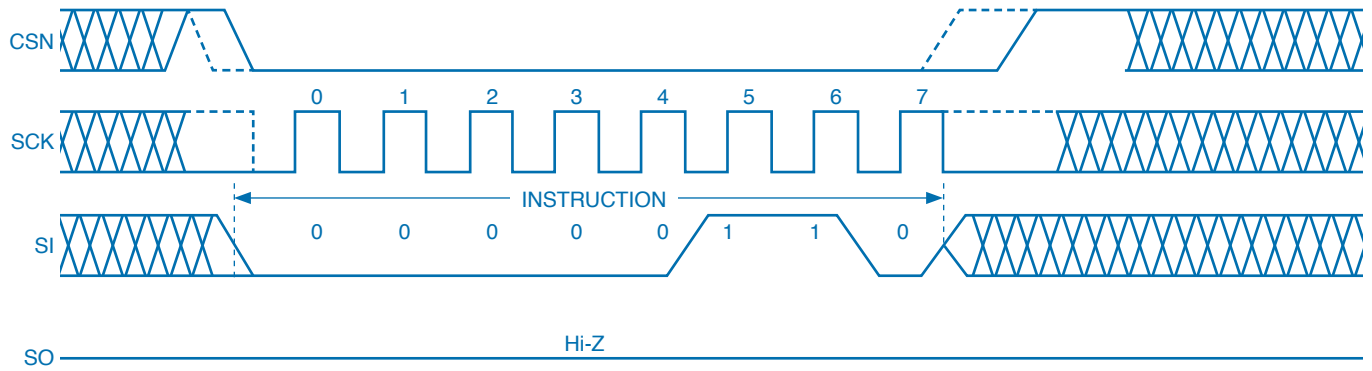 CSN
0 1 2 3 4 5 6 7
SCK
INSTRUCTION
SI 0 0 0 0 0 1 1 0
Hi-Z
SO